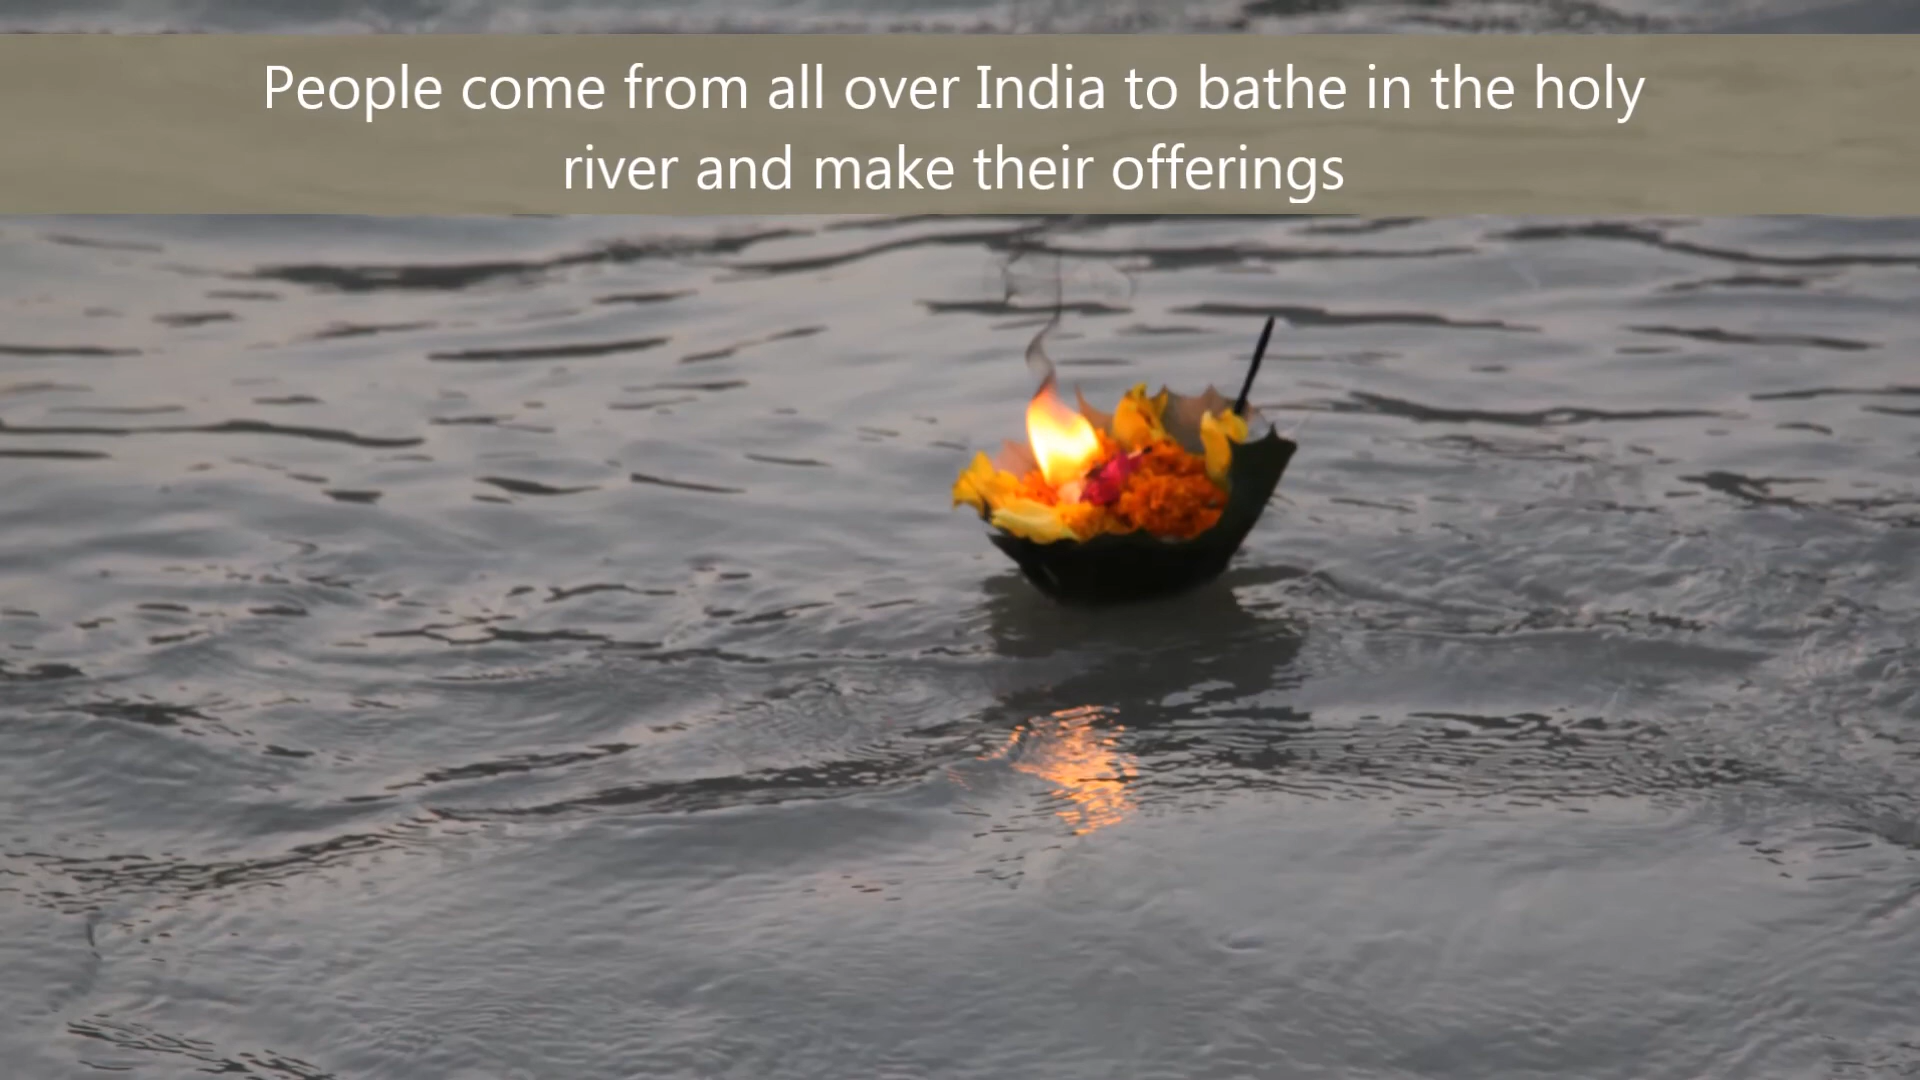 People come from all over India to bathe in the holy
river and make their offerings